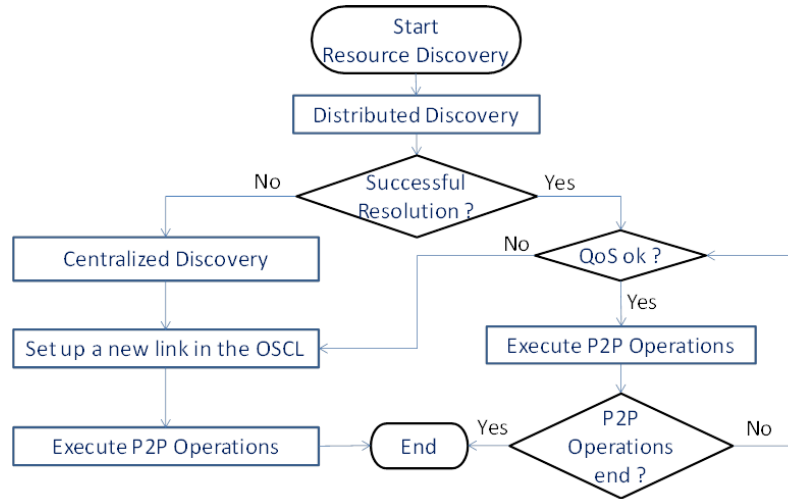 Start
Resource Discovery
Distributed Discovery
No
Successful
Resolution ?
Yes
Centralized Discovery
No
QoS ok ?
Yes
Set up a new link in the OSCL
Execute P2P Operations
Execute P2P Operations
End
Yes
P2P
Operations
end ?
No